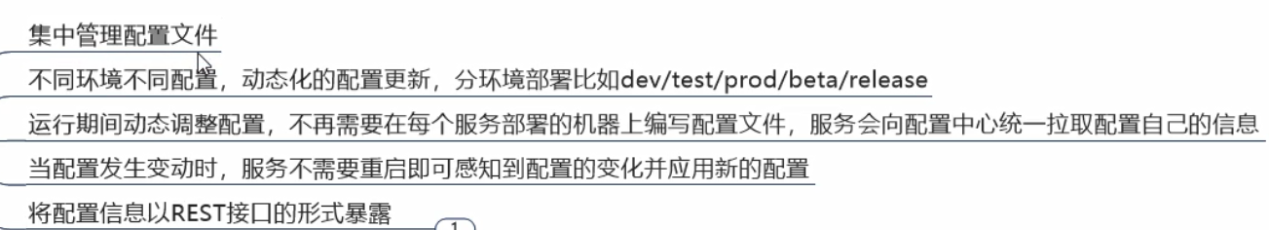 集中管理配置文件
不同环境不同配置，动态化的配置更新，分环境部署比如dev/test/prod/beta/release
运行期间动态调整配置，不再需要在每个服务部署的机器上编写配置文件，服务会向配置中心统一拉取配置自己的信息
当配置发生变动时，服务不需要重启即可感知到配置的变化并应用新的配置
将配置信息以REST接口的形式暴露
1